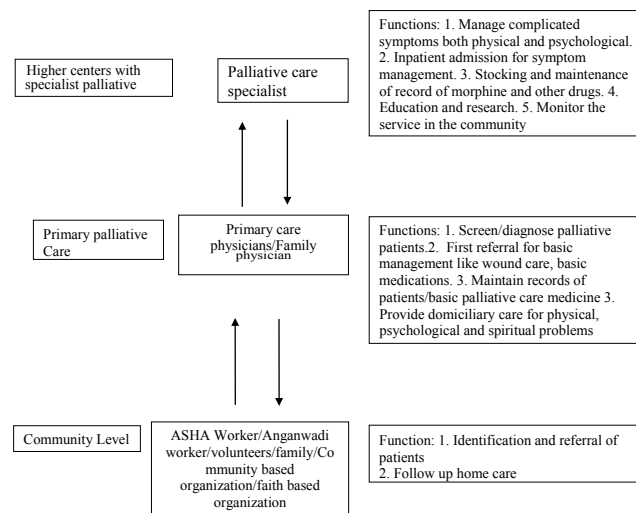 Higher centers with
specialist palliative
Palliative care
specialist
Functions: 1. Manage complicated
symptoms both physical and psychological.
2. Inpatient admission for symptom
management. 3. Stocking and maintenance
of record of morphine and other drugs. 4.
Education and research. 5. Monitor the
service in the community
Primary palliative
Care
Primary care
physicians/Family
physician
Functions: 1. Screen/diagnose palliative
patients.2. First referral for basic
management like wound care, basic
medications. 3. Maintain records of
patients/basic palliative care medicine 3.
Provide domiciliary care for physical,
psychological and spiritual problems
Community Level
ASHA Worker/Anganwadi
worker/volunteers/family/Co
mmunity based
organization/faith based
organization
Function: 1. Identification and referral of
patients
2. Follow up home care